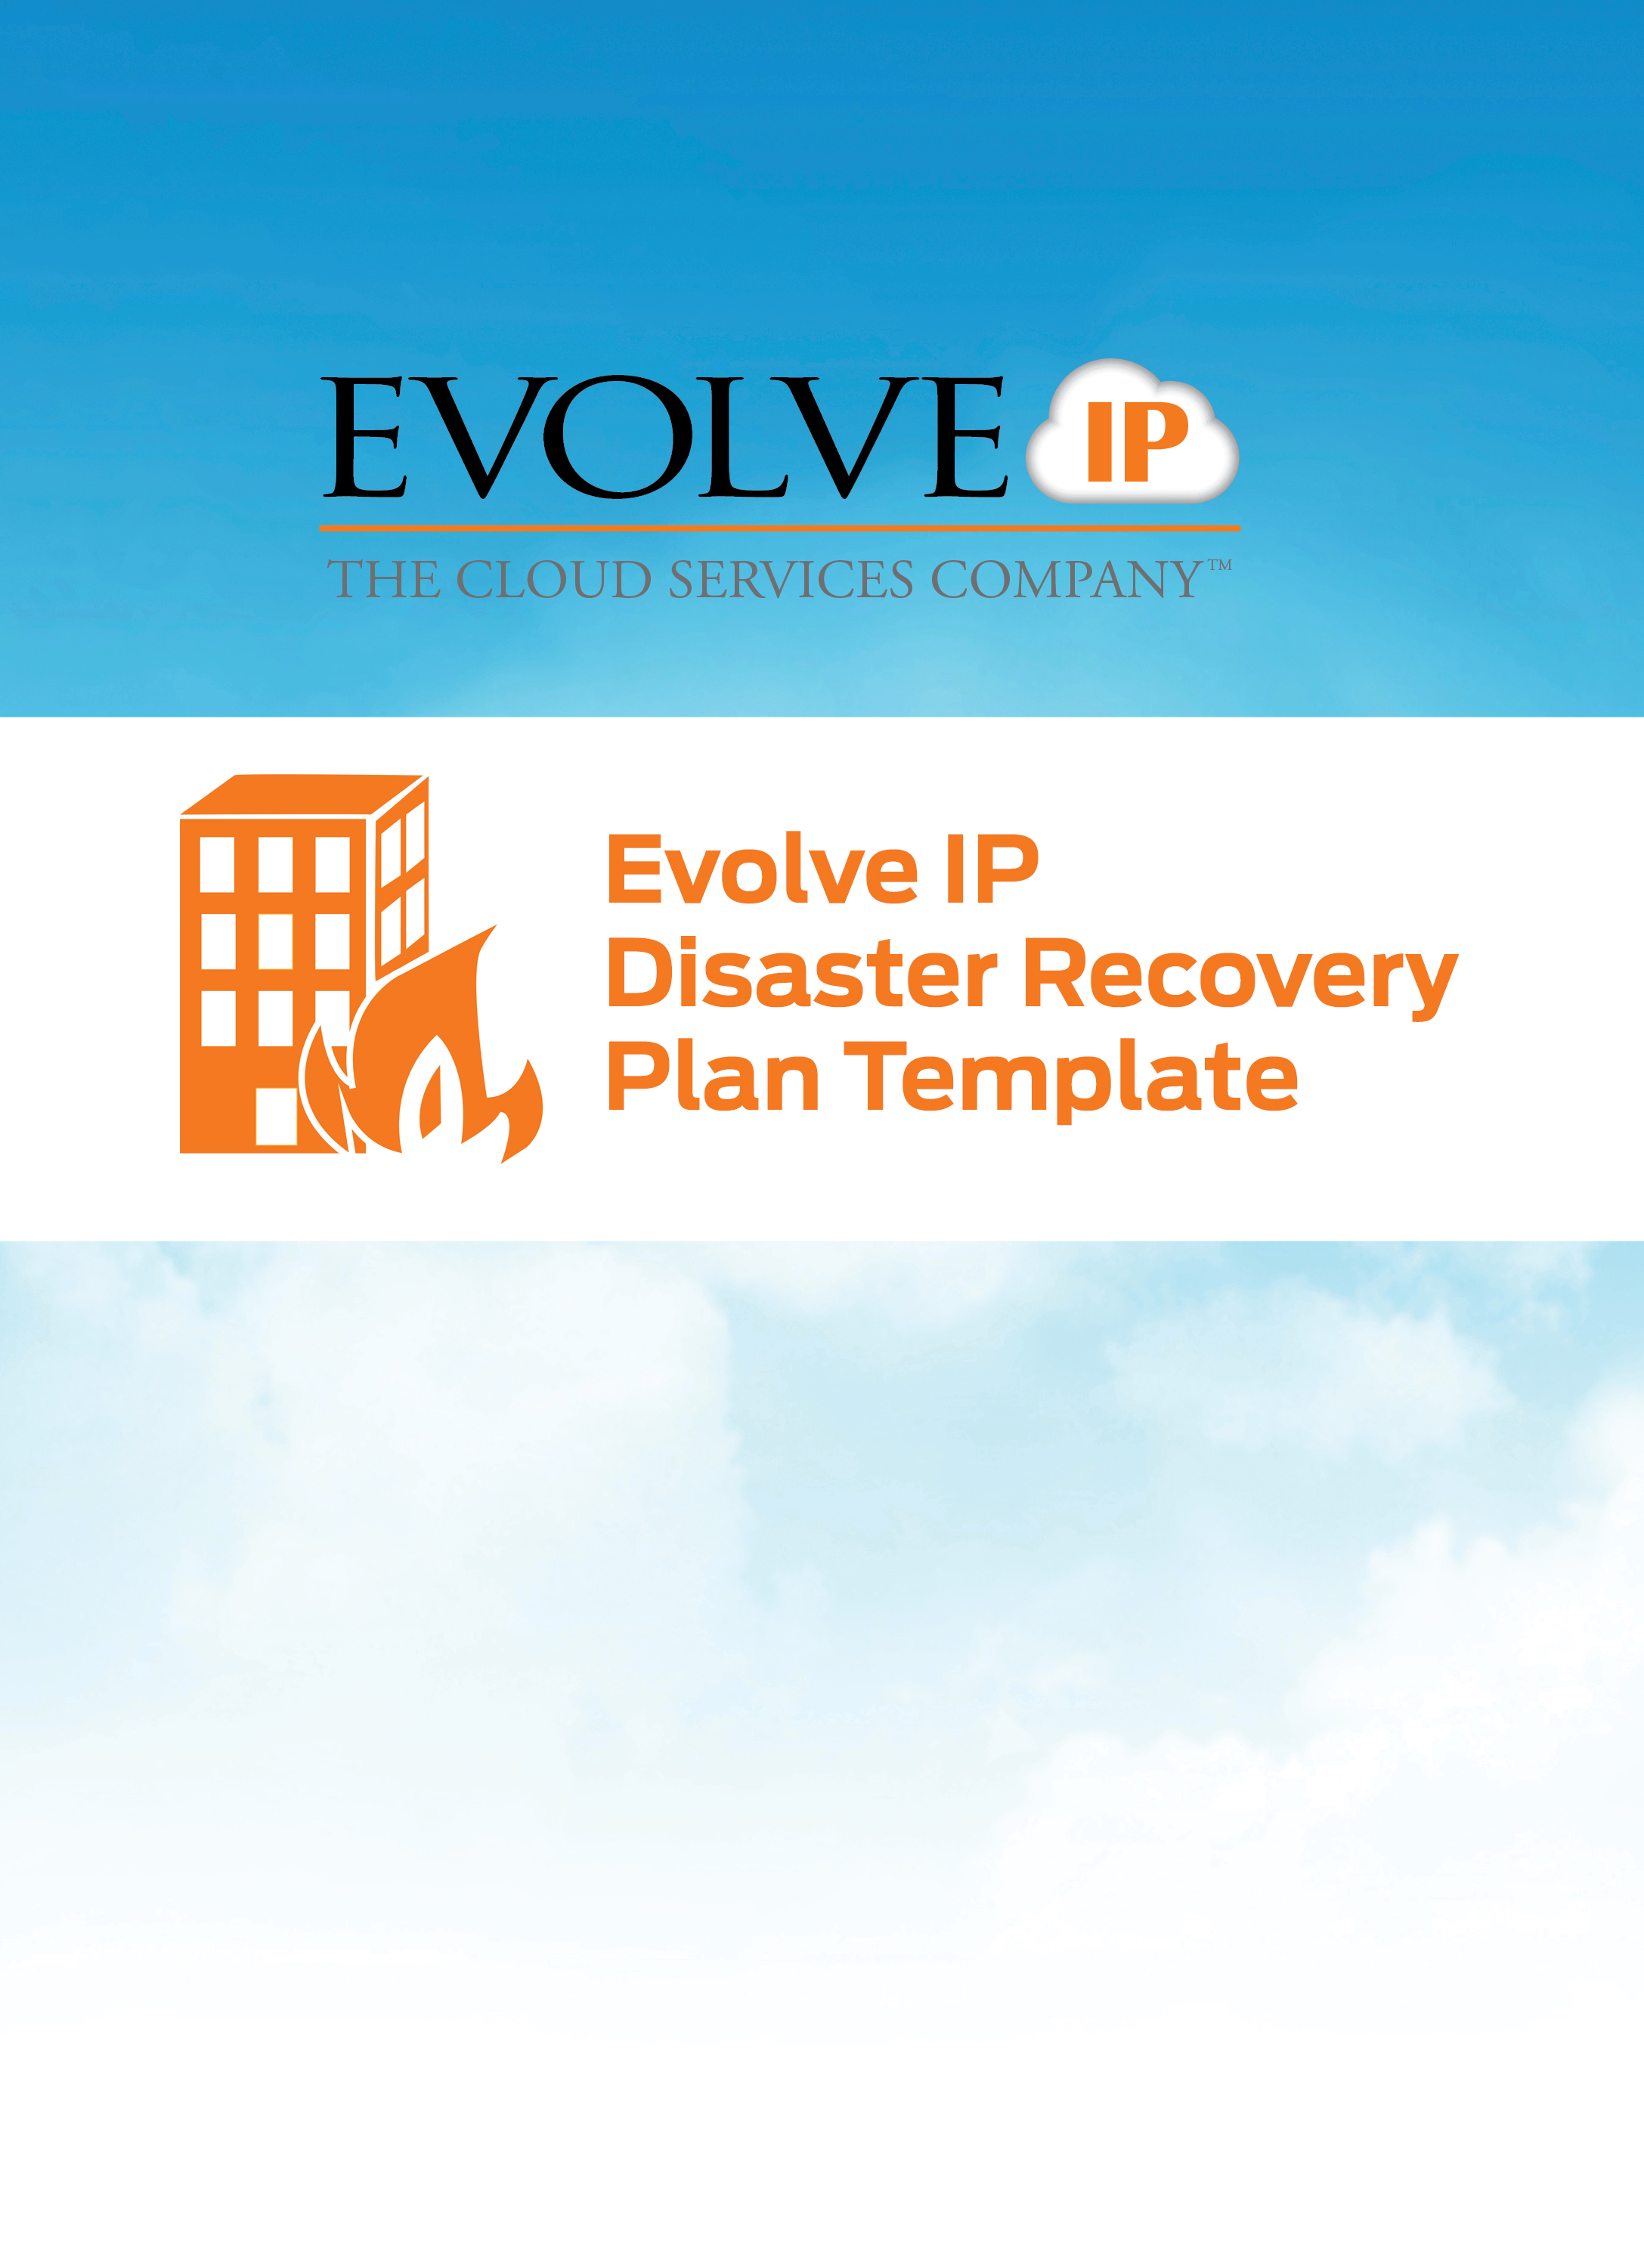 EVOLVE IP
THE CLOUD SERVICES COMPANY™
Evolve IP
Disaster Recovery
Plan Template